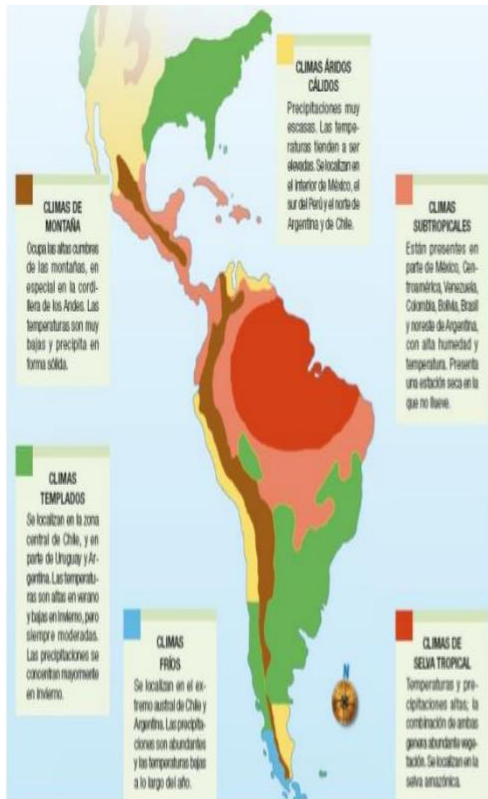 CLIMAS ÁRIDOS
CÁLIDOS
Precipitaciones muy
escasas. Las tempe-
raturas tienden a ser
elevadas. Se localizan en
el interior de México, el
sur del Perú y el norte de
Argentina y de Chile.
CLIMAS DE
MONTAÑA
Ocupa las altas cumbres
de las montañas, en
especial en la cordi-
llera de los Andes. Las
temperaturas son muy
bajas y precipita en
forma sólida.
CLIMAS
SUBTROPICALES
Están presentes en
parte de México, Cen-
troamérica, Venezuela,
Colombia, Bolivia, Brasil
y noreste de Argentina,
con alta humedad y
temperatura. Presenta
una estación seca en la
que no llueve.
CLIMAS
TEMPLADOS
Se localizan en la zona
central de Chile, y en
parte de Uruguay y Ar-
gentina. Las temperatu-
ras son altas en verano
y bajas en invierno, pero
siempre moderadas.
Las precipitaciones se
concentran mayormente
en invierno.
CLIMAS
FRÍOS
Se localizan en el ex-
tremo austral de Chile y
Argentina. Las precipita-
ciones son abundantes
y las temperaturas bajas
a lo largo del año.
N
CLIMAS DE
SELVA TROPICAL
Temperaturas y pre-
cipitaciones altas; la
combinación de ambas
genera abundante vege-
tación. Se localizan en la
selva amazónica.